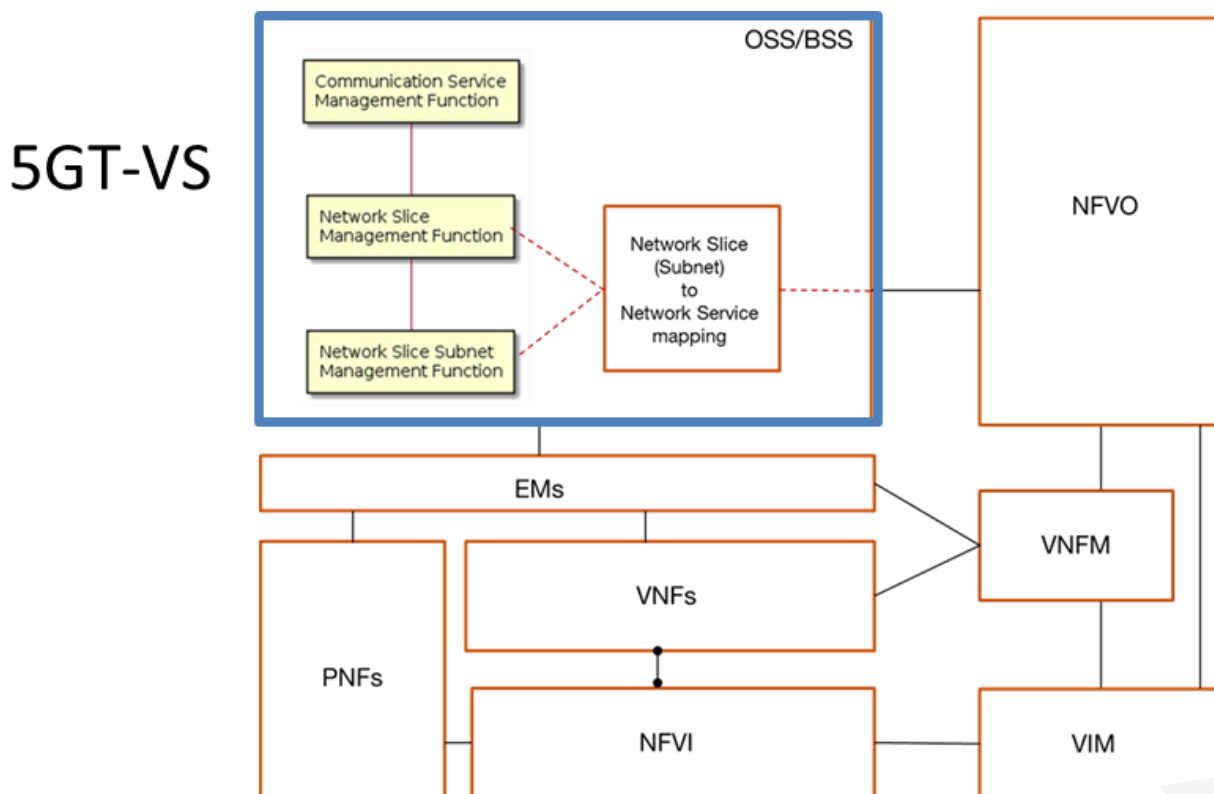 5GT-VS
OSS/BSS
Communication Service
Management Function
Network Slice
Management Function
Network Slice Subnet
Management Function
Network Slice
(Subnet)
to
Network Service
mapping
NFVO
EMs
VNFM
VNFs
PNFs
NFVI
VIM